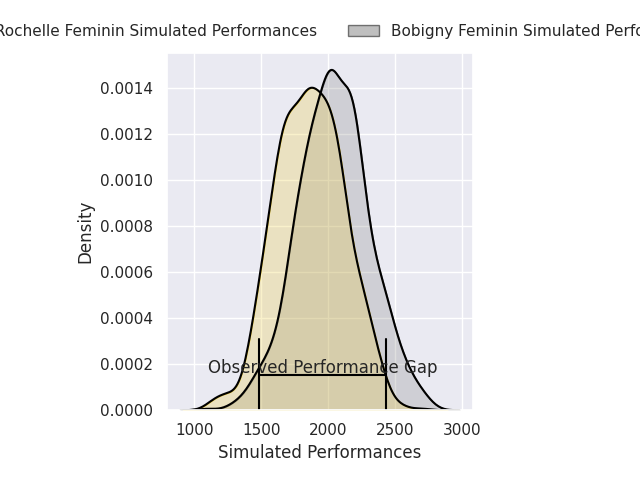 Rochelle Feminin Simulated Performances
Bobigny Feminin Simulated
0.0014
0.0012
0.0010
0.0008
0.0006
0.0004
0.0002
0.0000
Density
Observed Performance Gap
1000 1500 2000 2500 3000
Simulated Performances